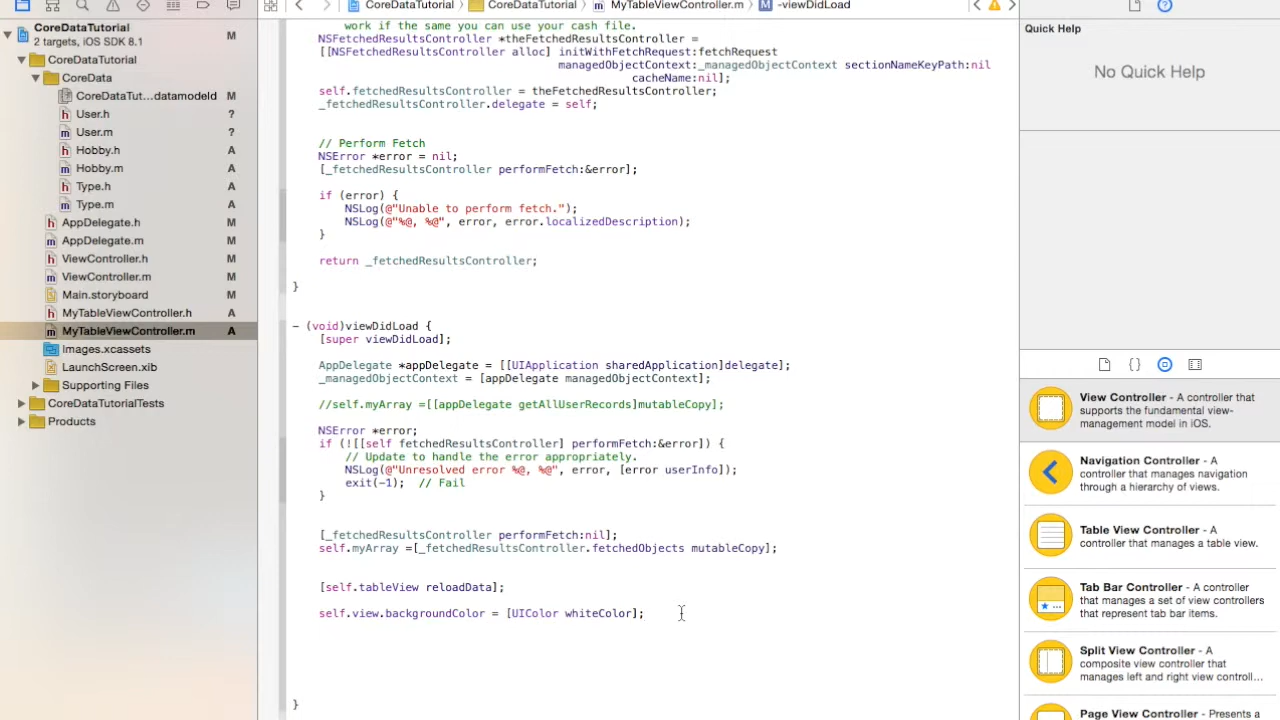 CoreDataTutorial
2 targets, iOS SDK 8.1
M
CoreDataTutorial
CoreData
CoreDataTut...datamodeld M
User.h ?
User.m ?
Hobby.h A
Hobby.m A
Type.h A
Type.m A
AppDelegate.h M
AppDelegate.m M
ViewController.h M
ViewController.m M
Main.storyboard M
MyTableViewController.h A
MyTableViewController.m A
Images.xcassets
LaunchScreen.xib
Supporting Files
CoreDataTutorialTests
Products
CoreDataTutorial CoreDataTutorial MyTableViewController.m -viewDidLoad
work if the same you can use your cash file.
NSFetchedResultsController *theFetchedResultsController =
[[NSFetchedResultsController alloc] initWithFetchRequest:fetchRequest
managedObjectContext:_managedObjectContext sectionNameKeyPath:nil
cacheName:nil];
self.fetchedResultsController = theFetchedResultsController;
_fetchedResultsController.delegate = self;
// Perform Fetch
NSError *error = nil;
[_fetchedResultsController performFetch:&error];
if (error) {
NSLog(@"Unable to perform fetch.");
NSLog(@"%@, %@", error, error.localizedDescription);
}
return _fetchedResultsController;
}
- (void)viewDidLoad {
[super viewDidLoad];
AppDelegate *appDelegate = [[UIApplication sharedApplication]delegate];
_managedObjectContext = [appDelegate managedObjectContext];
//self.myArray =[[appDelegate getAllUserRecords]mutableCopy];
NSError *error;
if (![[self fetchedResultsController] performFetch:&error]) {
// Update to handle the error appropriately.
NSLog(@"Unresolved error %@, %@", error, [error userInfo]);
exit(-1);  // Fail
}
[_fetchedResultsController performFetch:nil];
self.myArray =[_fetchedResultsController.fetchedObjects mutableCopy];
[self.tableView reloadData];
self.view.backgroundColor = [UIColor whiteColor];
}
Quick Help
No Quick Help
{}
View Controller - A controller that
supports the fundamental view-
management model in iOS.
Navigation Controller - A
controller that manages navigation
through a hierarchy of views.
Table View Controller - A
controller that manages a table view.
Tab Bar Controller - A controller
that manages a set of view controllers
that represent tab bar items.
Split View Controller - A
composite view controller that
manages left and right view controll...
Page View Controller - Presents a